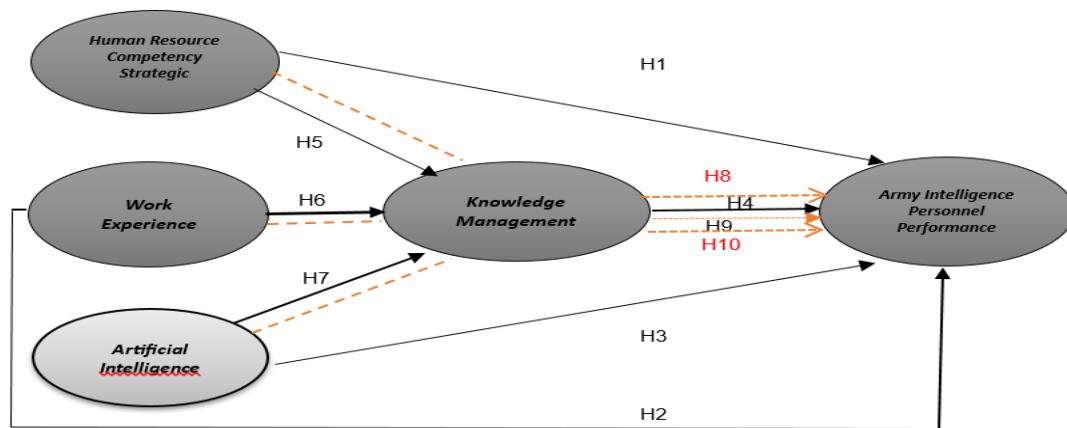 Human Resource
Competency
Strategic
H1
H5
Work
Experience
H6
Knowledge
Management
H8
H4
H9
H10
Army Intelligence
Personnel
Performance
H7
Artificial
Intelligence
H3
H2